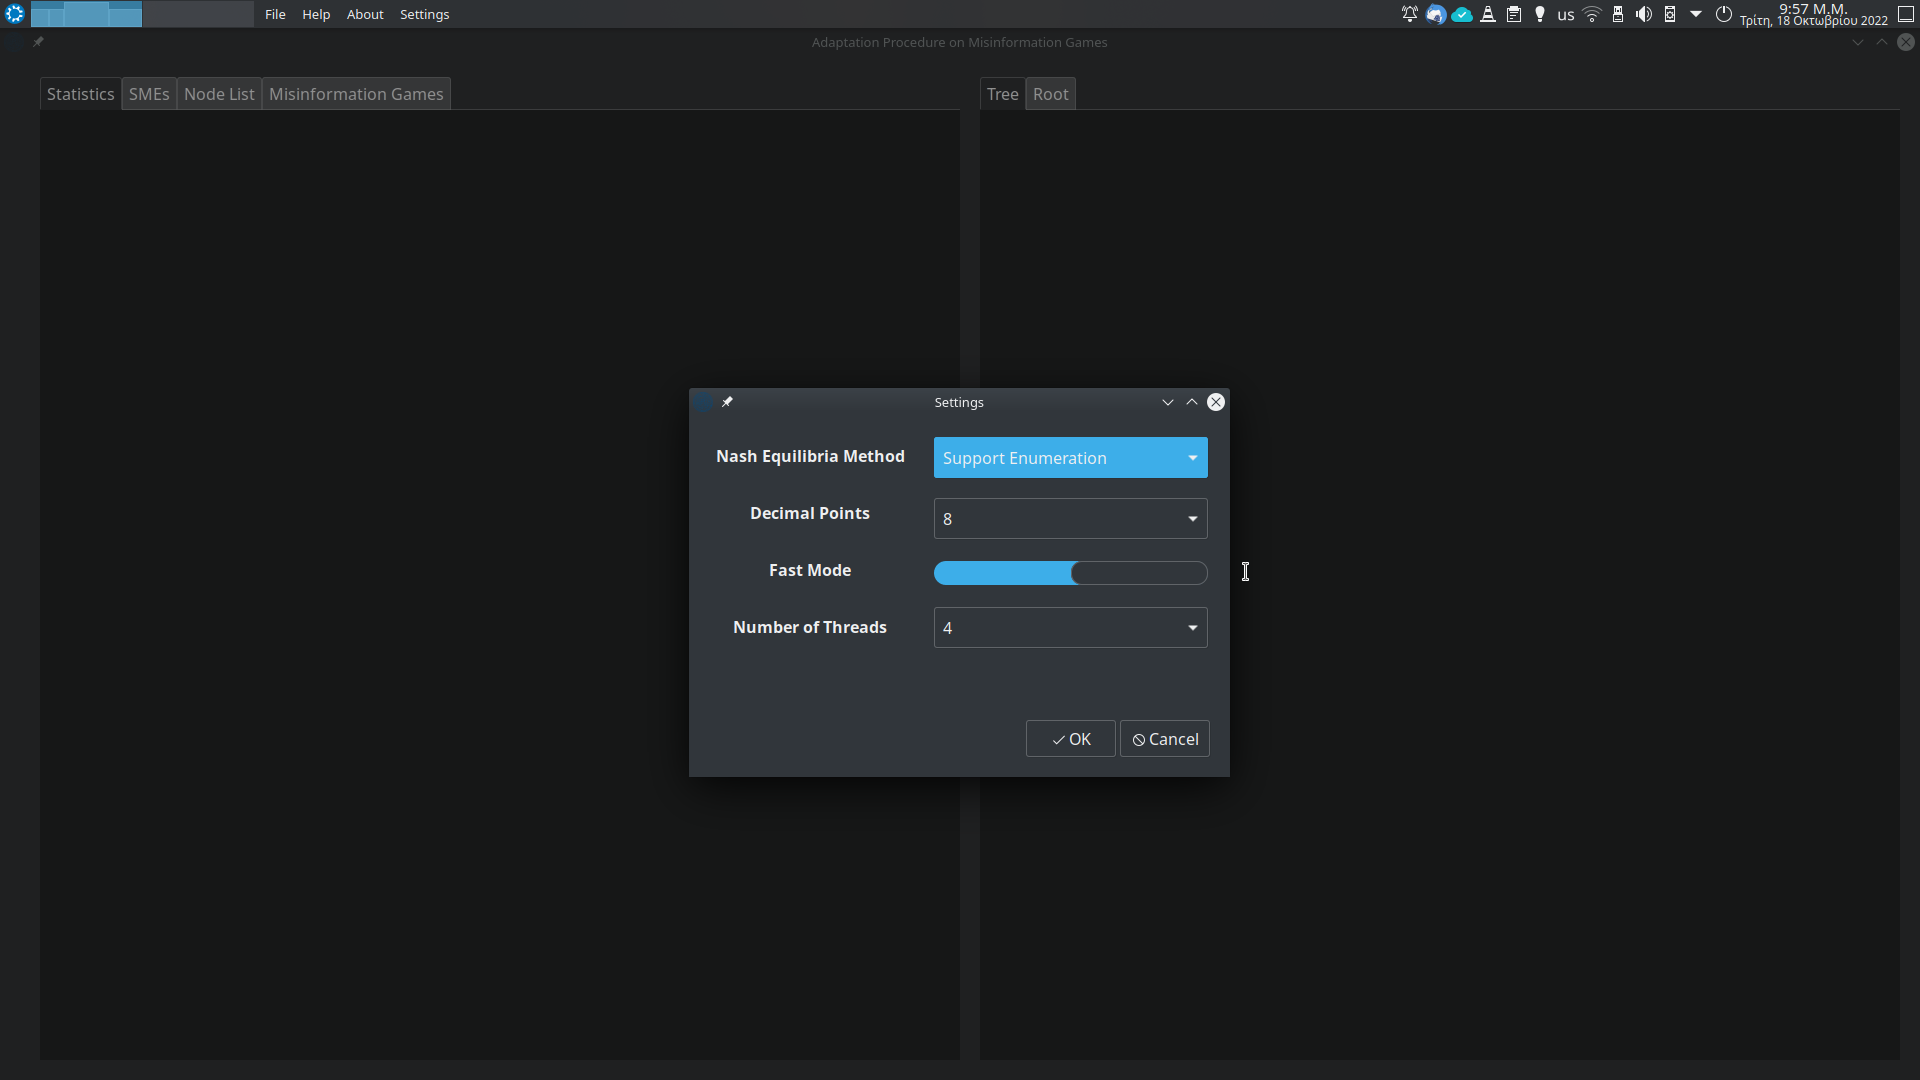 File Help About Settings
us
9:57 Μ.Μ.
Τρίτη, 18 Οκτωβρίου 2022
Adaptation Procedure on Misinformation Games
Statistics SMEs Node List Misinformation Games
Tree Root
Settings
Nash Equilibria Method Support Enumeration
Decimal Points 8
Fast Mode
Number of Threads 4
OK Cancel